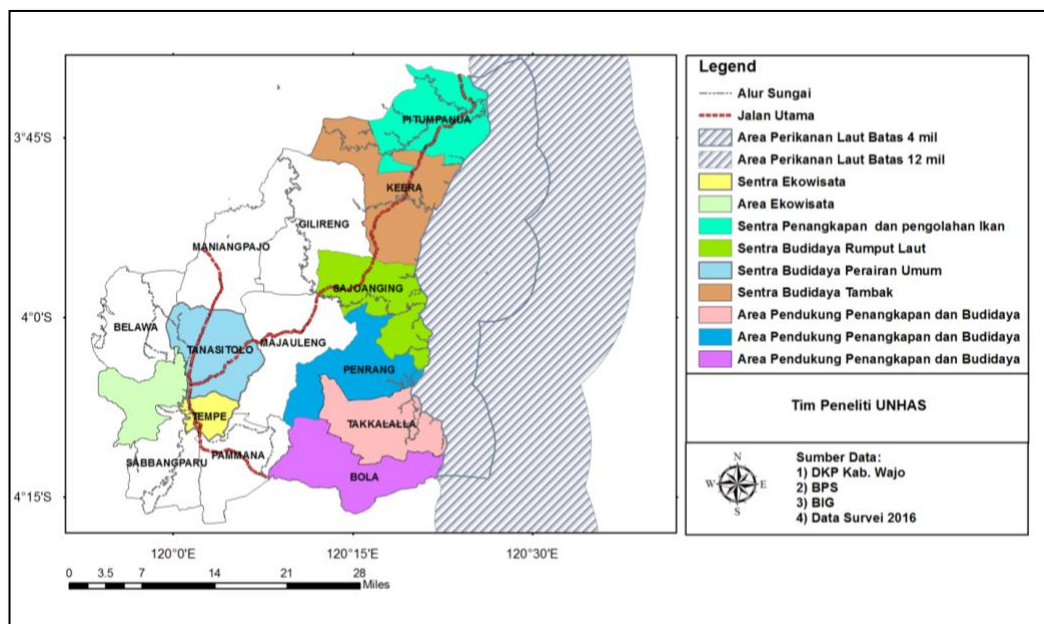 PITUMPANUA
3°45'S
KEERA
GILIRENG
MANIANGPAJO
SAJOANGING
4°0'S
BELAWA
TANASITOLO
MAJAULENG
PENRANG
TEMPE
TAKKALALLA
SABBANGPARU
PAMMANA
BOLA
4°15'S
120°0'E
120°15'E
120°30'E
0 3.5 7 14 21 28
Miles
Legend
Alur Sungai
Jalan Utama
Area Perikanan Laut Batas 4 mil
Area Perikanan Laut Batas 12 mil
Sentra Ekowisata
Area Ekowisata
Sentra Penangkapan dan pengolahan Ikan
Sentra Budidaya Rumput Laut
Sentra Budidaya Perairan Umum
Sentra Budidaya Tambak
Area Pendukung Penangkapan dan Budidaya
Area Pendukung Penangkapan dan Budidaya
Area Pendukung Penangkapan dan Budidaya
Tim Peneliti UNHAS
N
W E
S
Sumber Data:
1) DKP Kab. Wajo
2) BPS
3) BIG
4) Data Survei 2016